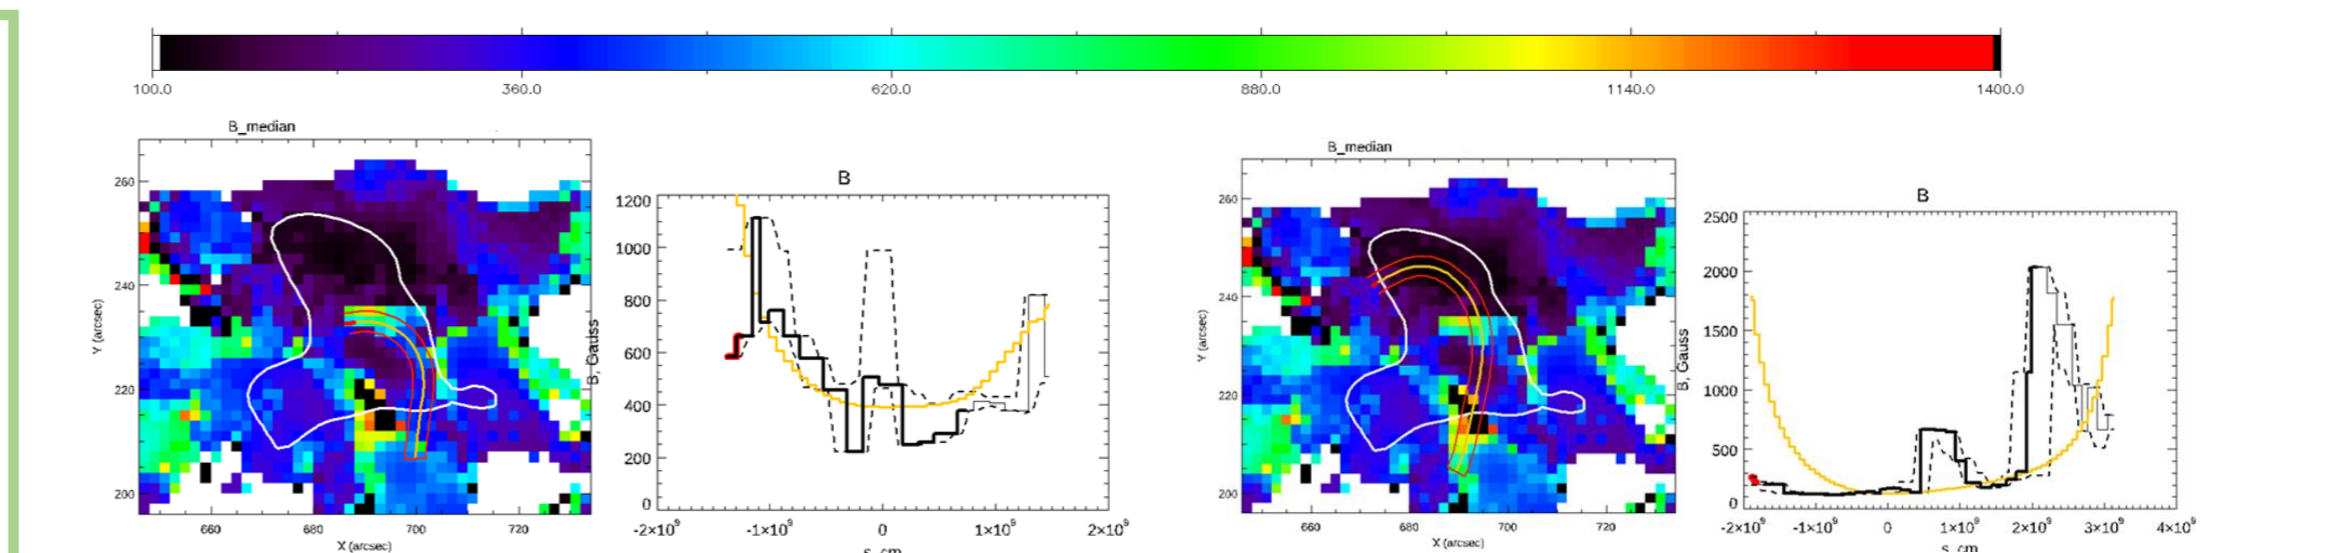 100.0 360.0 620.0 880.0 1140.0 1400.0
B_median
260
240
220
200
Y (arcsec)
660 680 700 720
X (arcsec)
B
1200
1000
800
600
400
200
0
B, Gauss
-2×10⁹ -1×10⁹ 0 1×10⁹ 2×10⁹
s, cm
B_median
260
240
220
200
Y (arcsec)
660 680 700 720
X (arcsec)
B
2500
2000
1500
1000
500
0
B, Gauss
-2×10⁹ -1×10⁹ 0 1×10⁹ 2×10⁹ 3×10⁹ 4×10⁹
s, cm